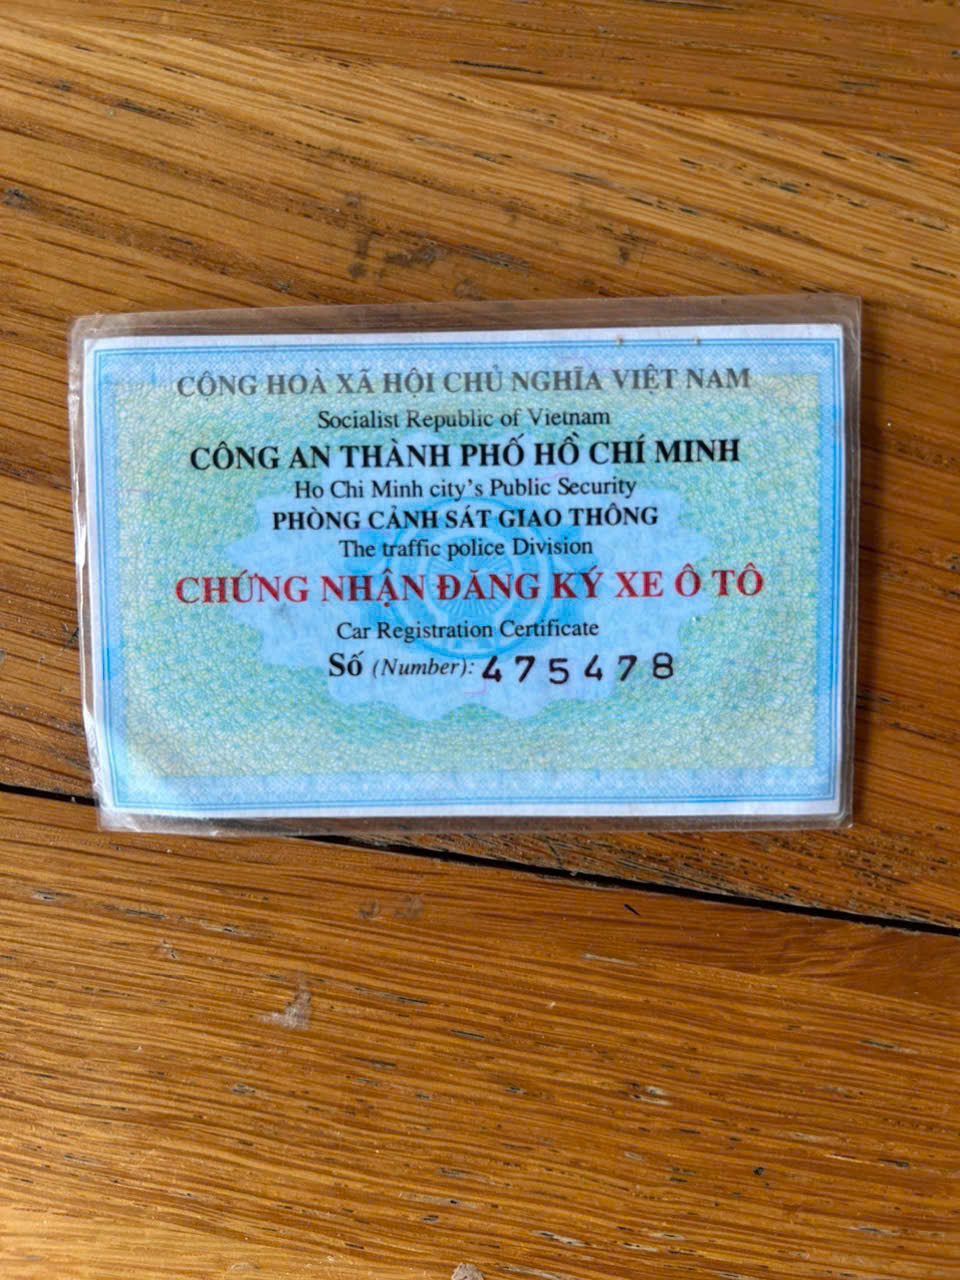 CÔNG HOÀ XÃ HỘI CHỦ NGHĨA VIỆT NAM
Socialist Republic of Vietnam
CÔNG AN THÀNH PHỐ HỒ CHÍ MINH
Ho Chi Minh city's Public Security
PHÒNG CẢNH SÁT GIAO THÔNG
The traffic police Division
CHỨNG NHẬN ĐĂNG KÝ XE Ô TÔ
Car Registration Certificate
Số (Number): 475478